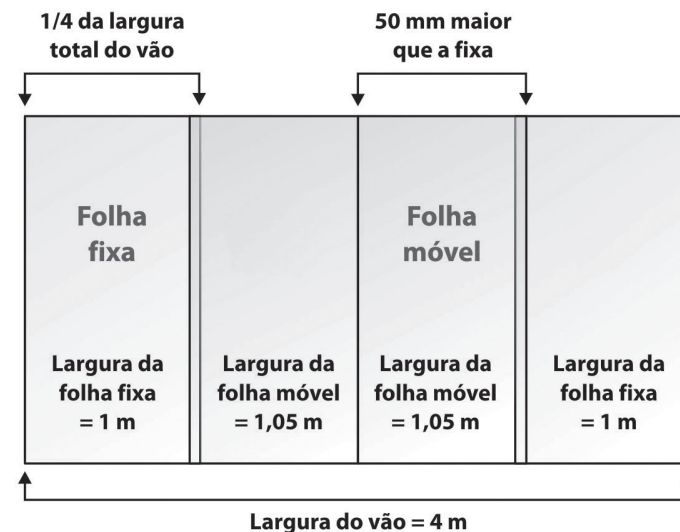 1/4 da largura
total do vão
50 mm maior
que a fixa
Folha
fixa
Folha
móvel
Largura da
folha fixa
= 1 m
Largura da
folha móvel
= 1,05 m
Largura da
folha móvel
= 1,05 m
Largura da
folha fixa
= 1 m
Largura do vão = 4 m